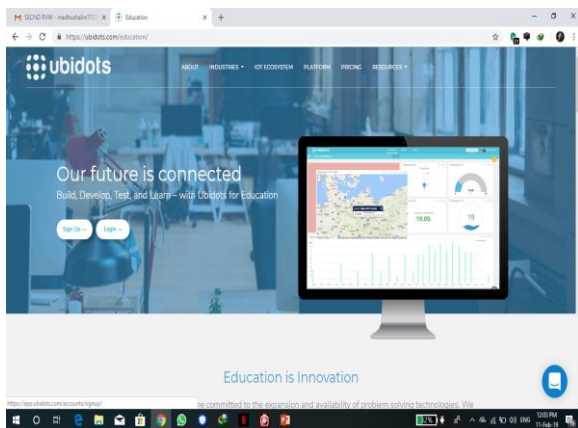 Education
https://ubidots.com/education/
ubidots
ABOUT INDUSTRIES IOT ECOSYSTEM PLATFORM PRICING RESOURCES
Our future is connected
Build, Develop, Test, and Learn – with Ubidots for Education
Sign Up → Login →
19.00
19
Education is Innovation
https://app.ubidots.com/accounts/signup/
re committed to the expansion and availability of problem solving technologies. We
ENG
12:03 PM
11-Feb-19